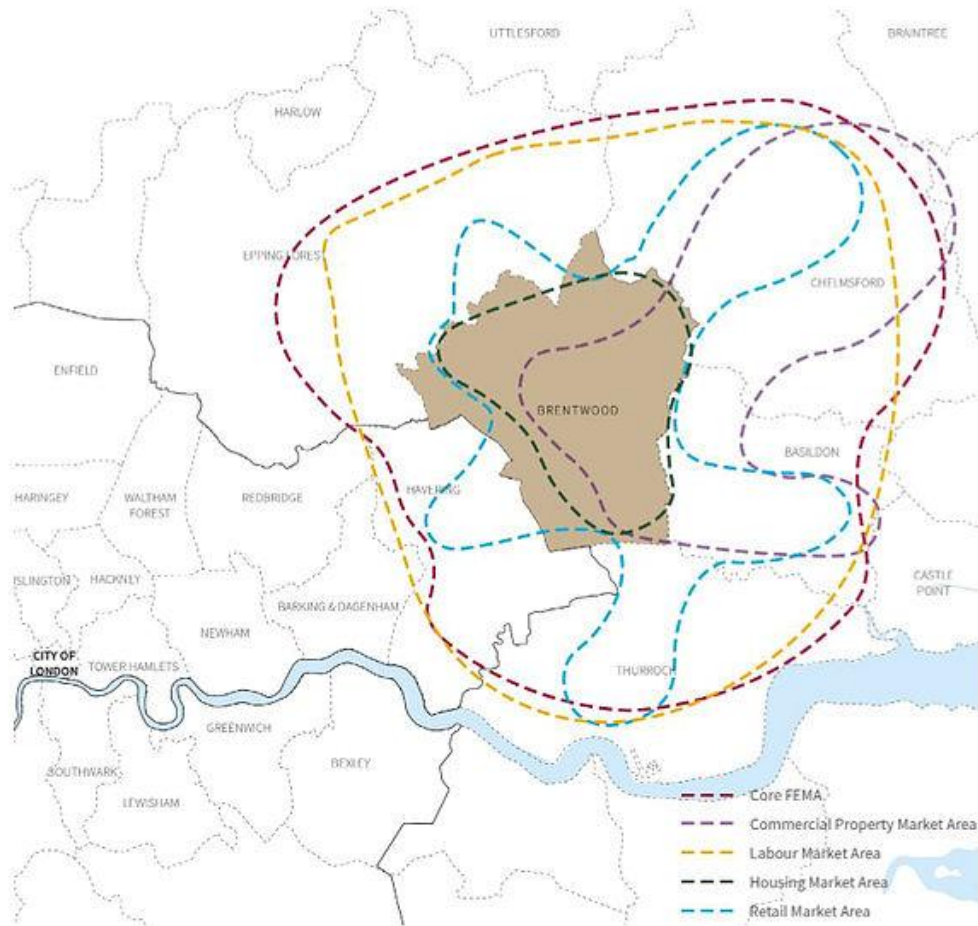 UTTLESFORD
BRAINTREE
HARLOW
EPPING FOREST
CHELMSFORD
ENFIELD
BRENTWOOD
BASILDON
HARINGEY
WALTHAM
FOREST
REDBRIDGE
HAVERING
ISLINGTON
HACKNEY
CASTLE
POINT
BARKING & DAGENHAM
NEWHAM
CITY OF
LONDON
TOWER HAMLETS
THURROCK
GREENWICH
BEXLEY
SOUTHWARK
LEWISHAM
Core FEMA
Commercial Property Market Area
Labour Market Area
Housing Market Area
Retail Market Area